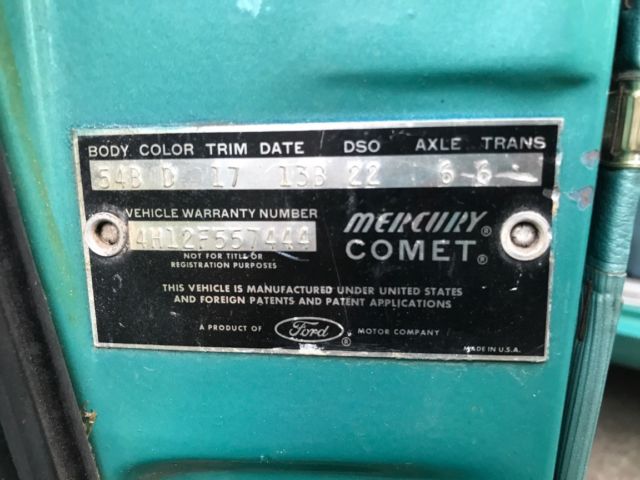 BODY COLOR TRIM DATE DSO AXLE TRANS
54B D 17 13B 22 6 6
VEHICLE WARRANTY NUMBER
4H12F557444
NOT FOR TITLE OR
REGISTRATION PURPOSES
MERCURY®
COMET®
THIS VEHICLE IS MANUFACTURED UNDER UNITED STATES
AND FOREIGN PATENTS AND PATENT APPLICATIONS
A PRODUCT OF Ford ® MOTOR COMPANY
MADE IN U.S.A.